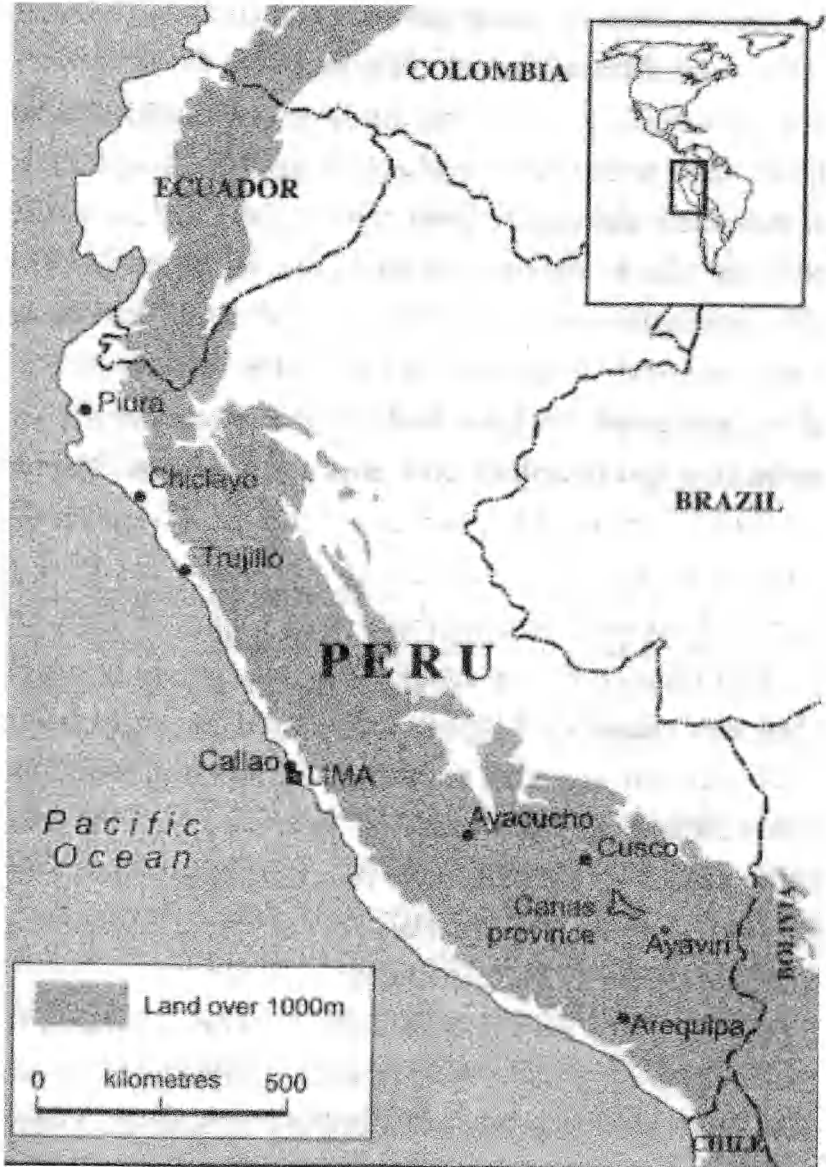 COLOMBIA
ECUADOR
Piura
Chiclayo
BRAZIL
Trujillo
PERU
Callao
LIMA
Pacific
Ocean
Ayacucho
Cusco
Canas
province
Ayaviri
BOLIVIA
Arequipa
Land over 1000m
0 kilometres 500
CHILE